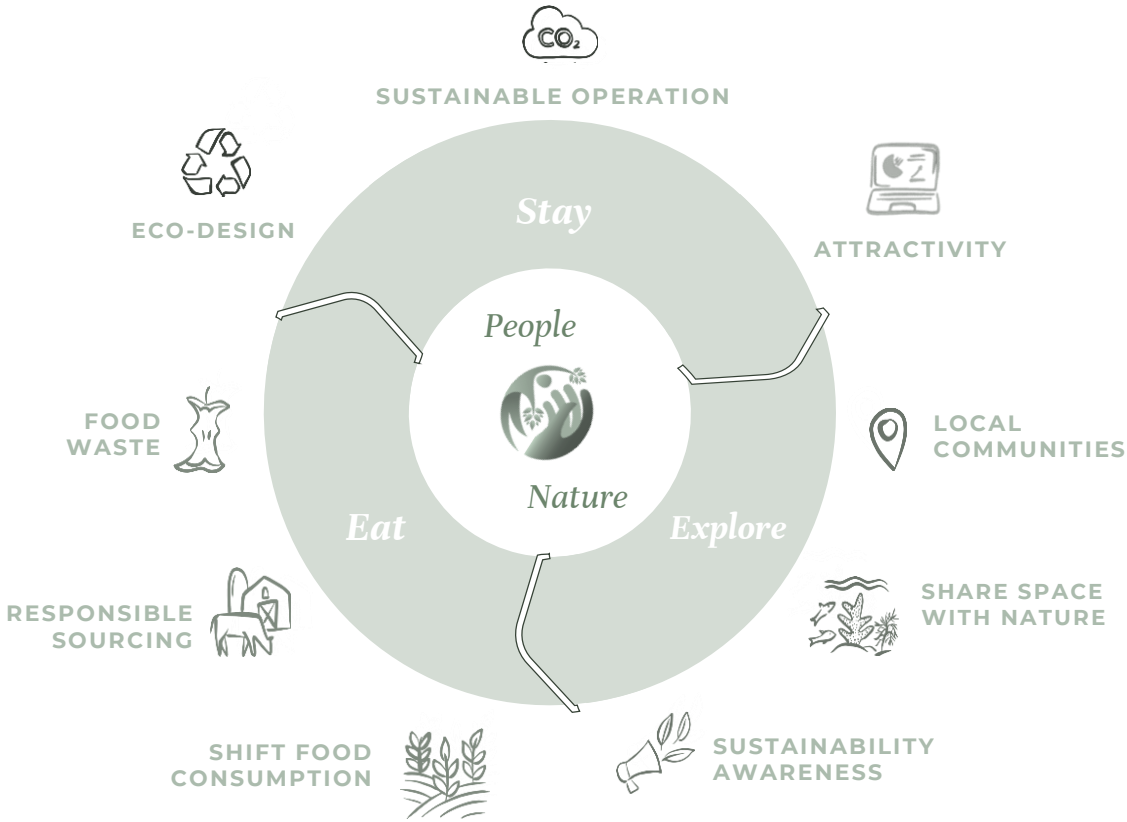 CO2
SUSTAINABLE OPERATION
ECO-DESIGN
ATTRACTIVITY
Stay
People
Nature
Eat
Explore
FOOD
WASTE
LOCAL
COMMUNITIES
RESPONSIBLE
SOURCING
SHARE SPACE
WITH NATURE
SHIFT FOOD
CONSUMPTION
SUSTAINABILITY
AWARENESS